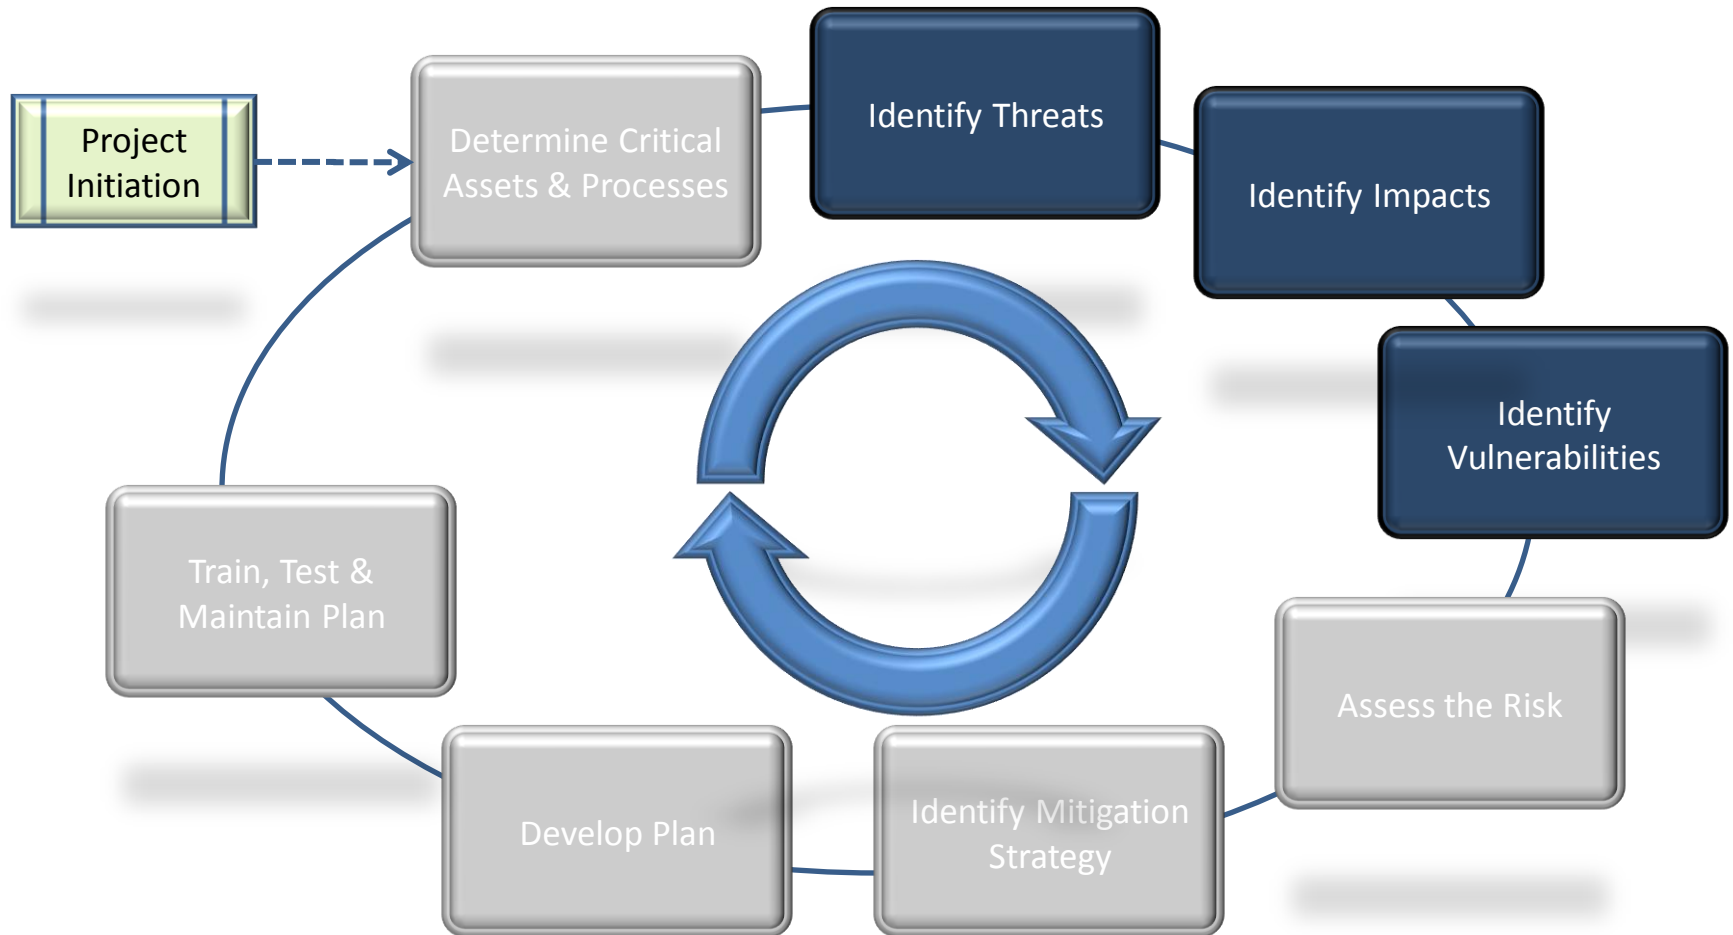 Project
Initiation
Determine Critical
Assets & Processes
Identify Threats
Identify Impacts
Identify
Vulnerabilities
Assess the Risk
Identify Mitigation
Strategy
Develop Plan
Train, Test &
Maintain Plan